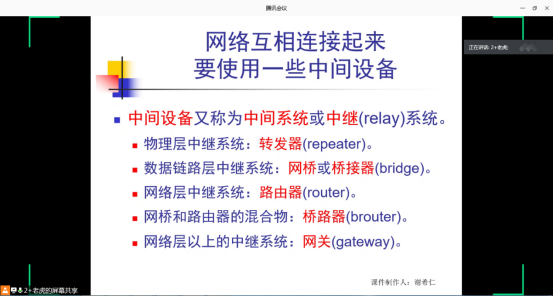 腾讯会议
网络互相连接起来
要使用一些中间设备
正在讲话: 2+老虎;
中间设备又称为中间系统或中继(relay)系统。
物理层中继系统：转发器(repeater)。
数据链路层中继系统：网桥或桥接器(bridge)。
网络层中继系统：路由器(router)。
网桥和路由器的混合物：桥路器(brouter)。
网络层以上的中继系统：网关(gateway)。
课件制作人：谢希仁
2+老虎的屏幕共享